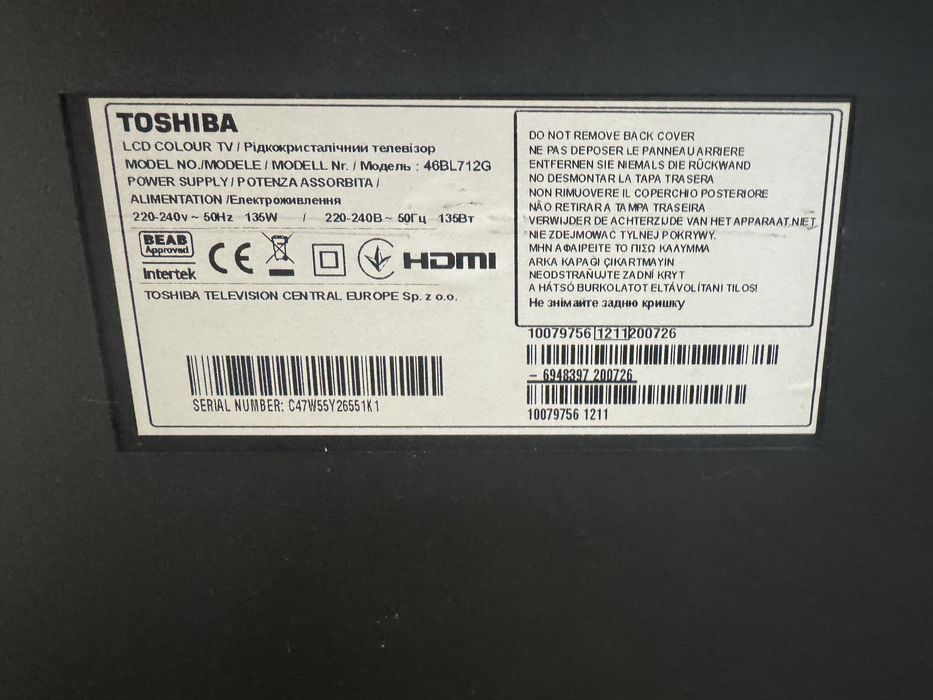 TOSHIBA
LCD COLOUR TV / Рідкокристалічний телевізор
MODEL NO./MODELE / MODELL Nr. / Модель : 46BL712G
POWER SUPPLY / POTENZA ASSORBITA /
ALIMENTATION /Електроживлення
220-240v ~ 50Hz 135W / 220-240В ~ 50Гц 135Вт
BEAB
Approved
Intertek
CE
HDMI
TOSHIBA TELEVISION CENTRAL EUROPE Sp. z o.o.
SERIAL NUMBER: C47W55Y26551K1
DO NOT REMOVE BACK COVER
NE PAS DEPOSER LE PANNEAU ARRIERE
ENTFERNEN SIE NIEMALS DIE RÜCKWAND
NO DESMONTAR LA TAPA TRASERA
NON RIMUOVERE IL COPERCHIO POSTERIORE
NÃO RETIRAR A TAMPA TRASEIRA
VERWIJDER DE ACHTERZIJDE VAN HET APPARAAT NIET
NIE ZDEJMOWAĆ TYLNEJ POKRYWY.
ΜΗΝ ΑΦΑΙΡΕΙΤΕ ΤΟ ΠΙΣΩ ΚΑΛΥΜΜΑ
ARKA KAPAĞI ÇIKARTMAYIN
NEODSTRAŇUJTE ZADNÍ KRYT
A HÁTSÓ BURKOLATOT ELTÁVOLÍTANI TILOS!
Не знімайте задню кришку
10079756 1211 200726
- 6948397 200726
10079756 1211